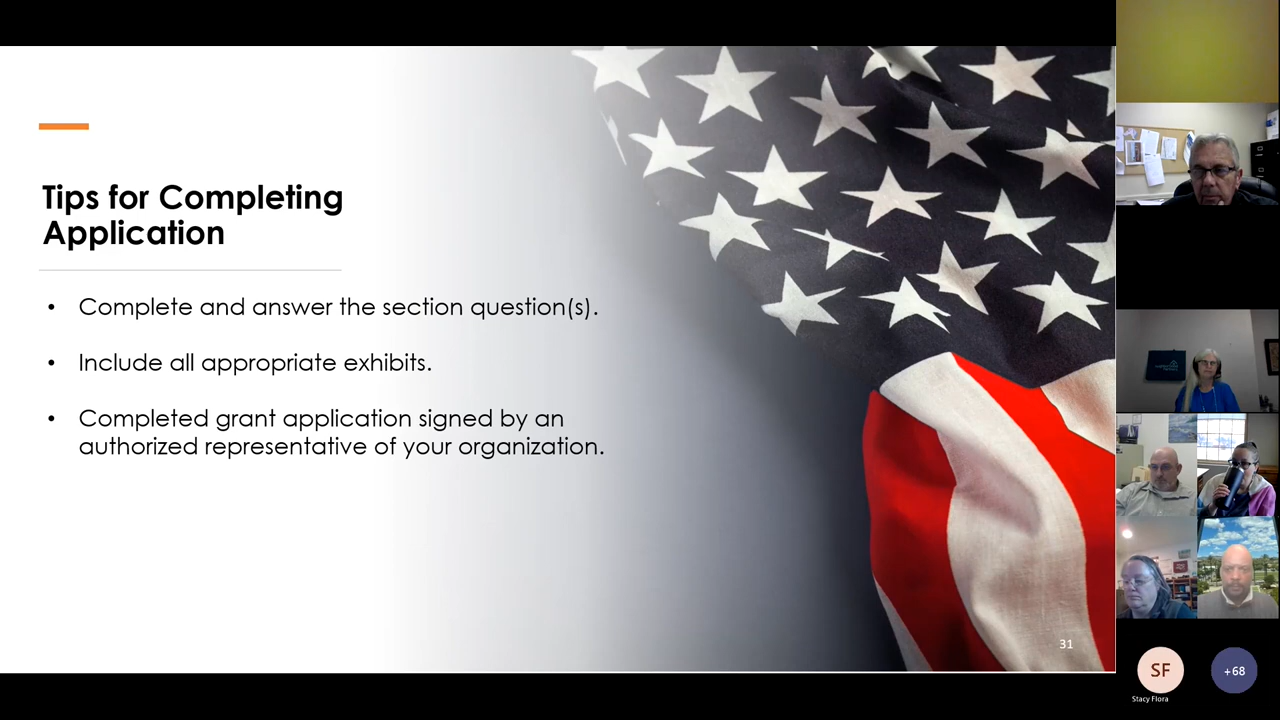 Tips for Completing
Application
• Complete and answer the section question(s).
• Include all appropriate exhibits.
• Completed grant application signed by an
authorized representative of your organization.
31
SF
+68
Stacy Flora